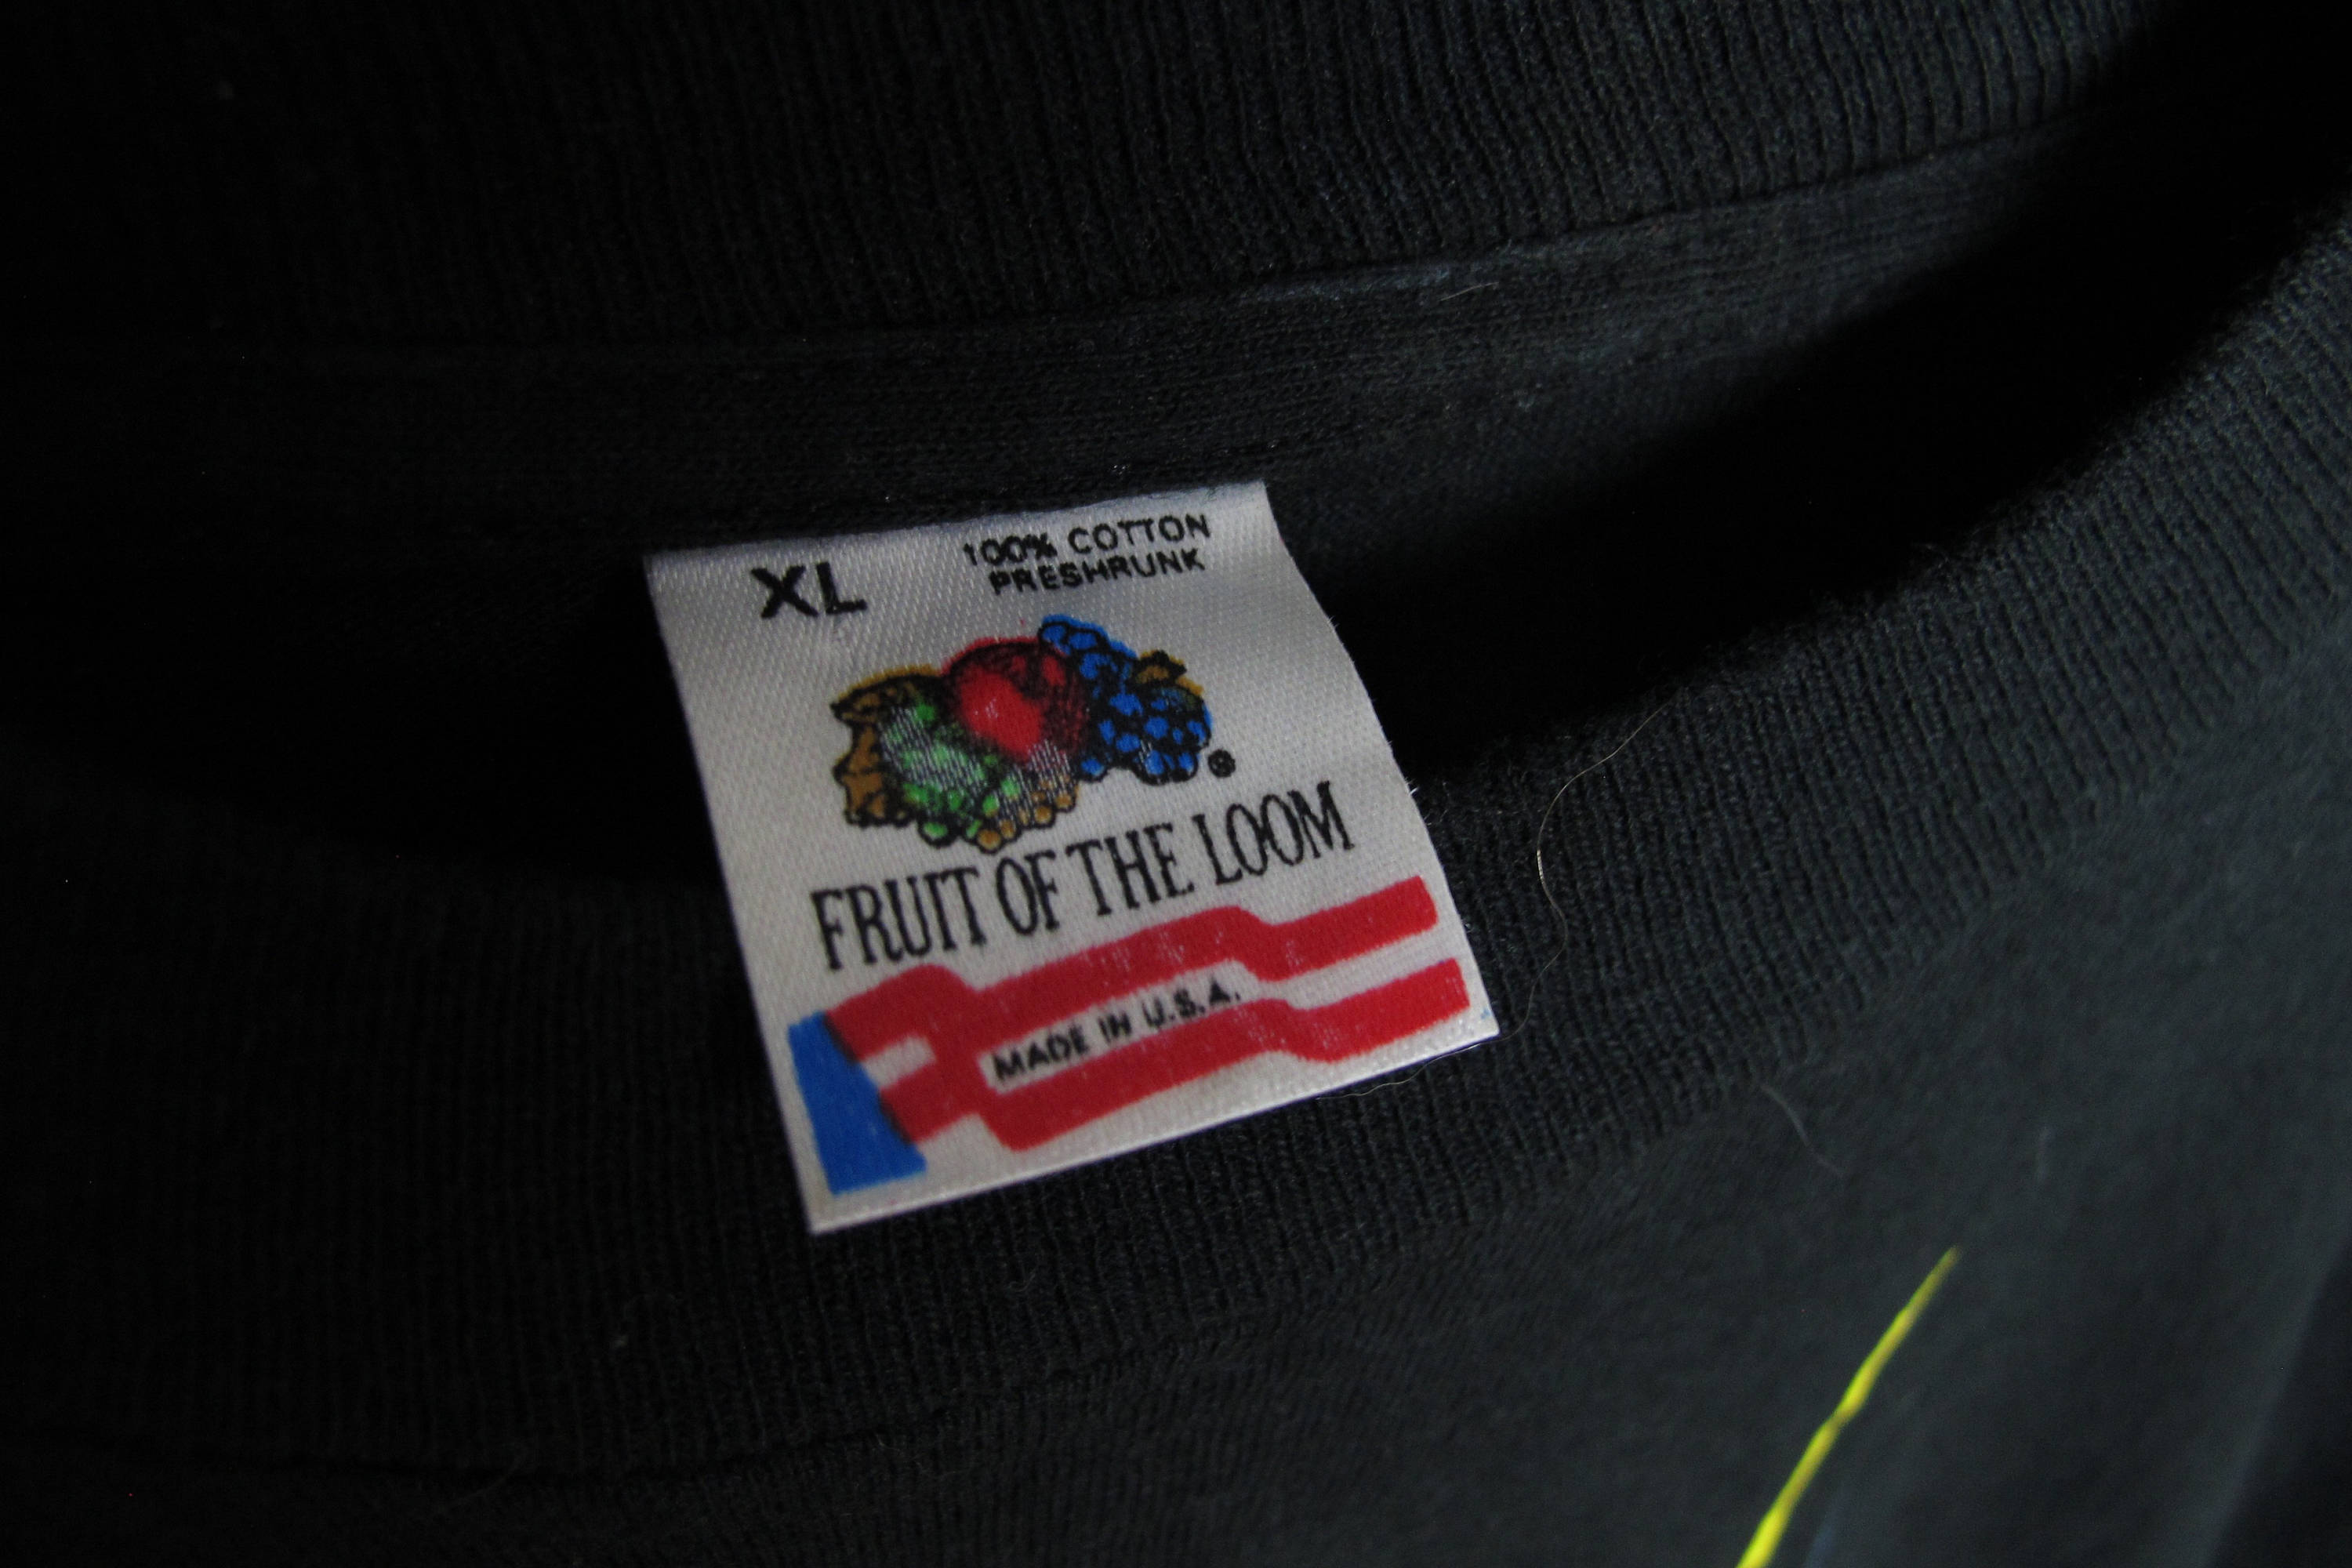 XL
100% COTTON
PRESHRUNK
®
FRUIT OF THE LOOM
MADE IN U.S.A.